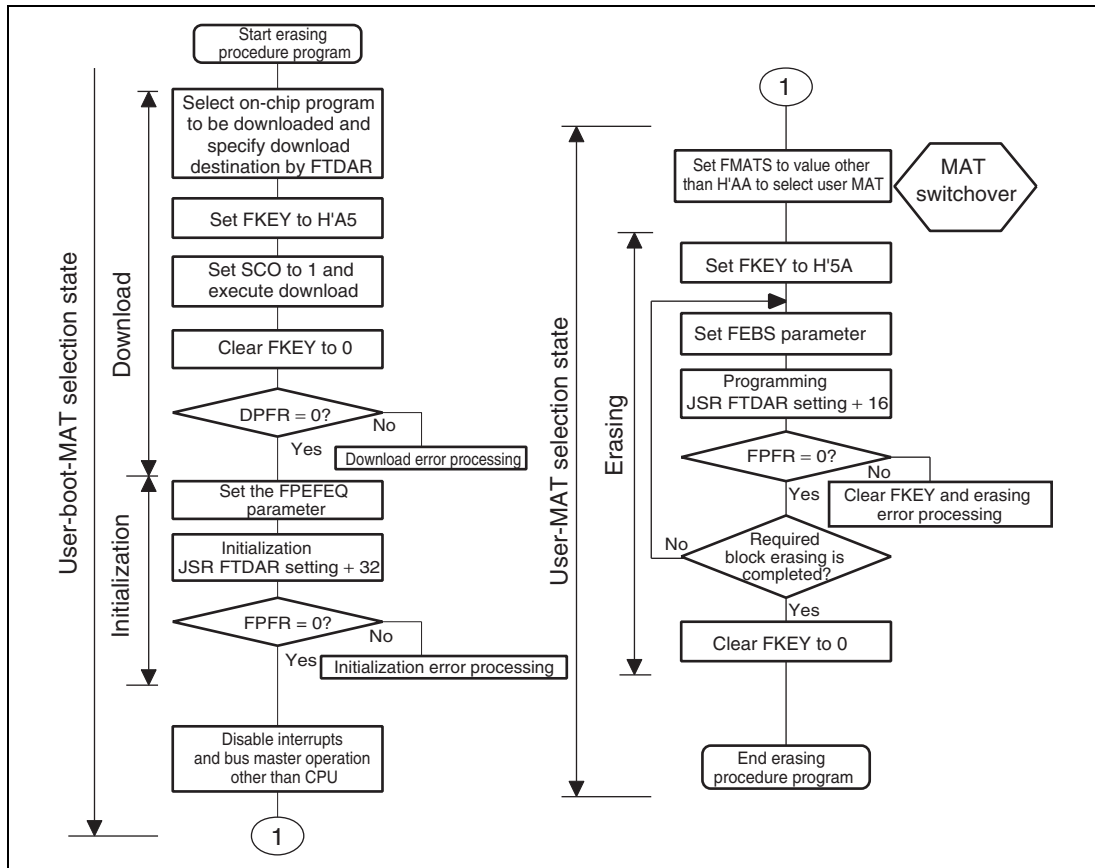 Start erasing
procedure program
Select on-chip program
to be downloaded and
specify download
destination by FTDAR
Set FKEY to H'A5
Set SCO to 1 and
execute download
Clear FKEY to 0
DPFR = 0?
No
Yes
Download error processing
Set the FPEFEQ
parameter
Initialization
JSR FTDAR setting + 32
FPFR = 0?
No
Yes
Initialization error processing
Disable interrupts
and bus master operation
other than CPU
1
Download
Initialization
User-boot-MAT selection state
1
Set FMATS to value other
than H'AA to select user MAT
MAT
switchover
Set FKEY to H'5A
Set FEBS parameter
Programming
JSR FTDAR setting + 16
FPFR = 0?
No
Yes
Clear FKEY and erasing
error processing
No
Required
block erasing is
completed?
Yes
Clear FKEY to 0
End erasing
procedure program
Erasing
User-MAT selection state